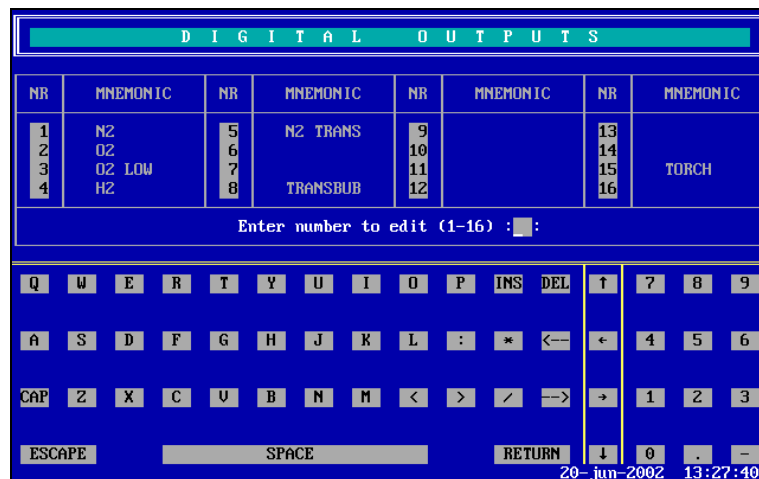 D I G I T A L   O U T P U T S
NR MNEMONIC NR MNEMONIC NR MNEMONIC NR MNEMONIC
1 N2 5 N2 TRANS 9 13
2 O2 6 10 14
3 O2 LOW 7 11 15 TORCH
4 H2 8 TRANSBUB 12 16
Enter number to edit (1-16) :_:
Q W E R T Y U I O P INS DEL ↑ 7 8 9
A S D F G H J K L : * <-- ← 4 5 6
CAP Z X C V B N M < > / --> → 1 2 3
ESCAPE SPACE RETURN ↓ 0 . -
20-jun-2002 13:27:40